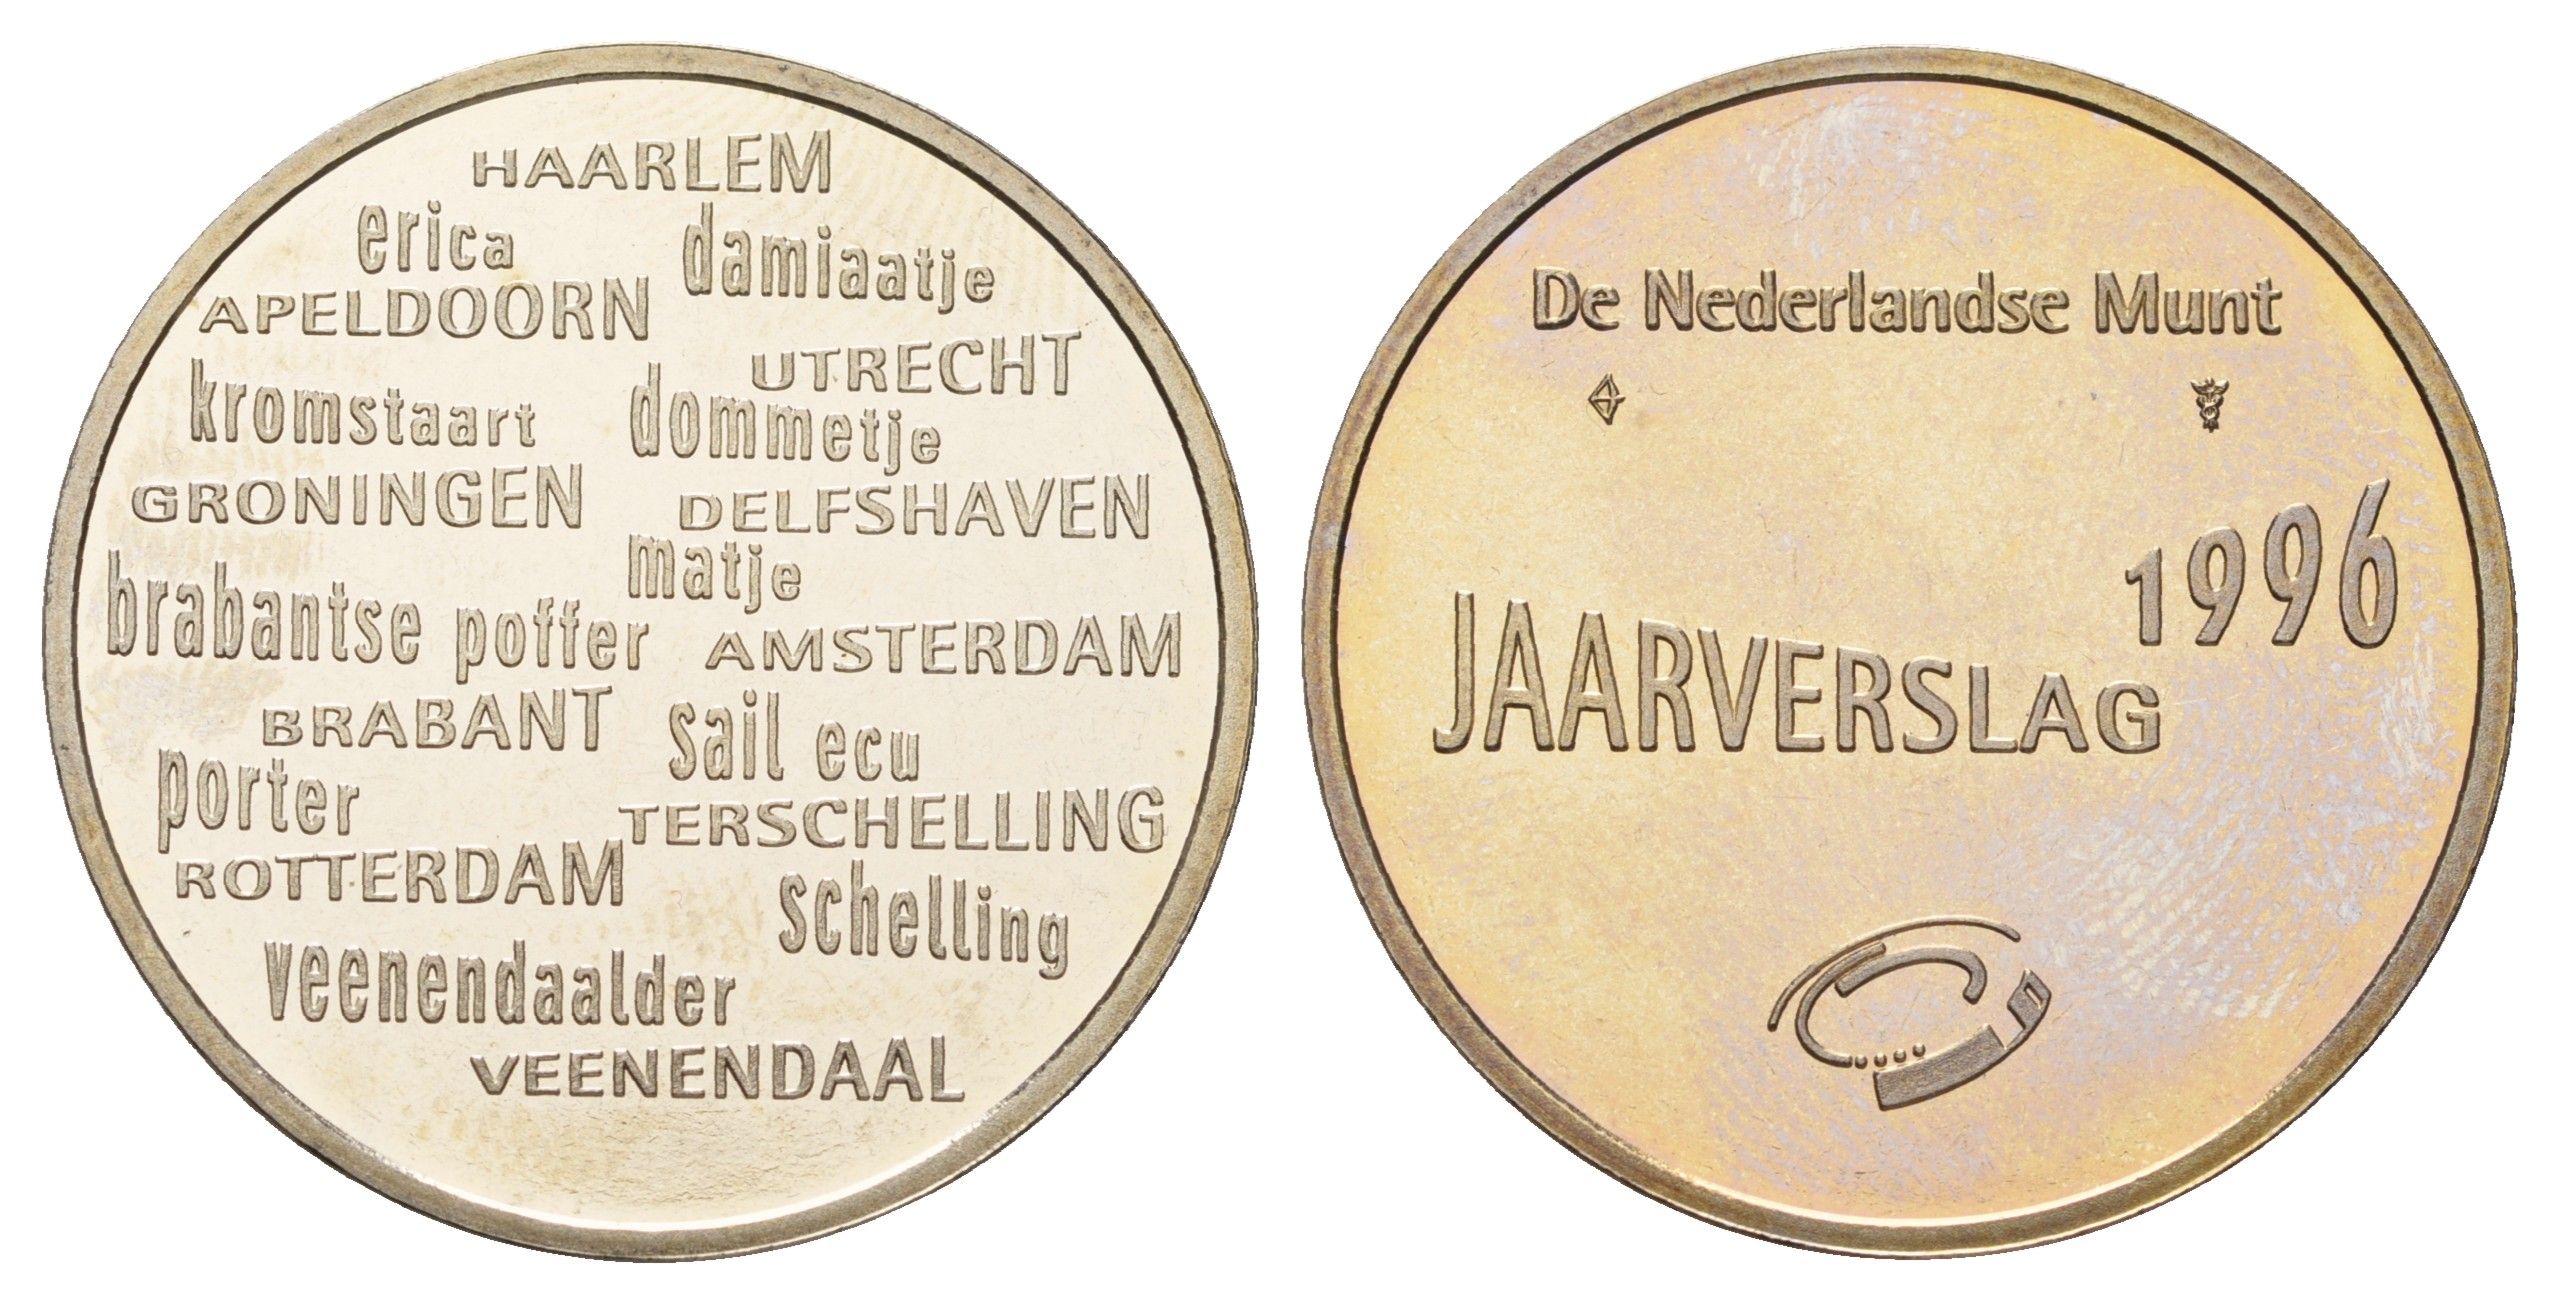 HAARLEM
erica
damiaatje
APELDOORN
UTRECHT
kromstaart
dommetje
GRONINGEN
DELFSHAVEN
matje
brabantse poffer
AMSTERDAM
BRABANT
sail ecu
porter
TERSCHELLING
ROTTERDAM
schelling
veenendaalder
VEENENDAAL
De Nederlandse Munt
1996
JAARVERSLAG